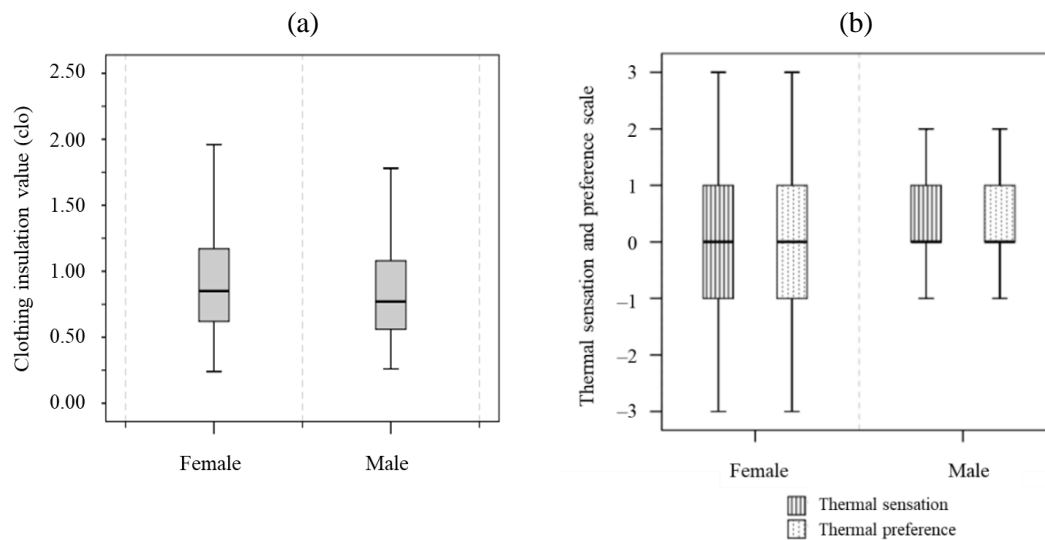 (a)
Clothing insulation value (clo)
2.50
2.00
1.50
1.00
0.50
0.00
Female
Male
(b)
Thermal sensation and preference scale
3
2
1
0
–1
–2
–3
Female
Male
Thermal sensation
Thermal preference